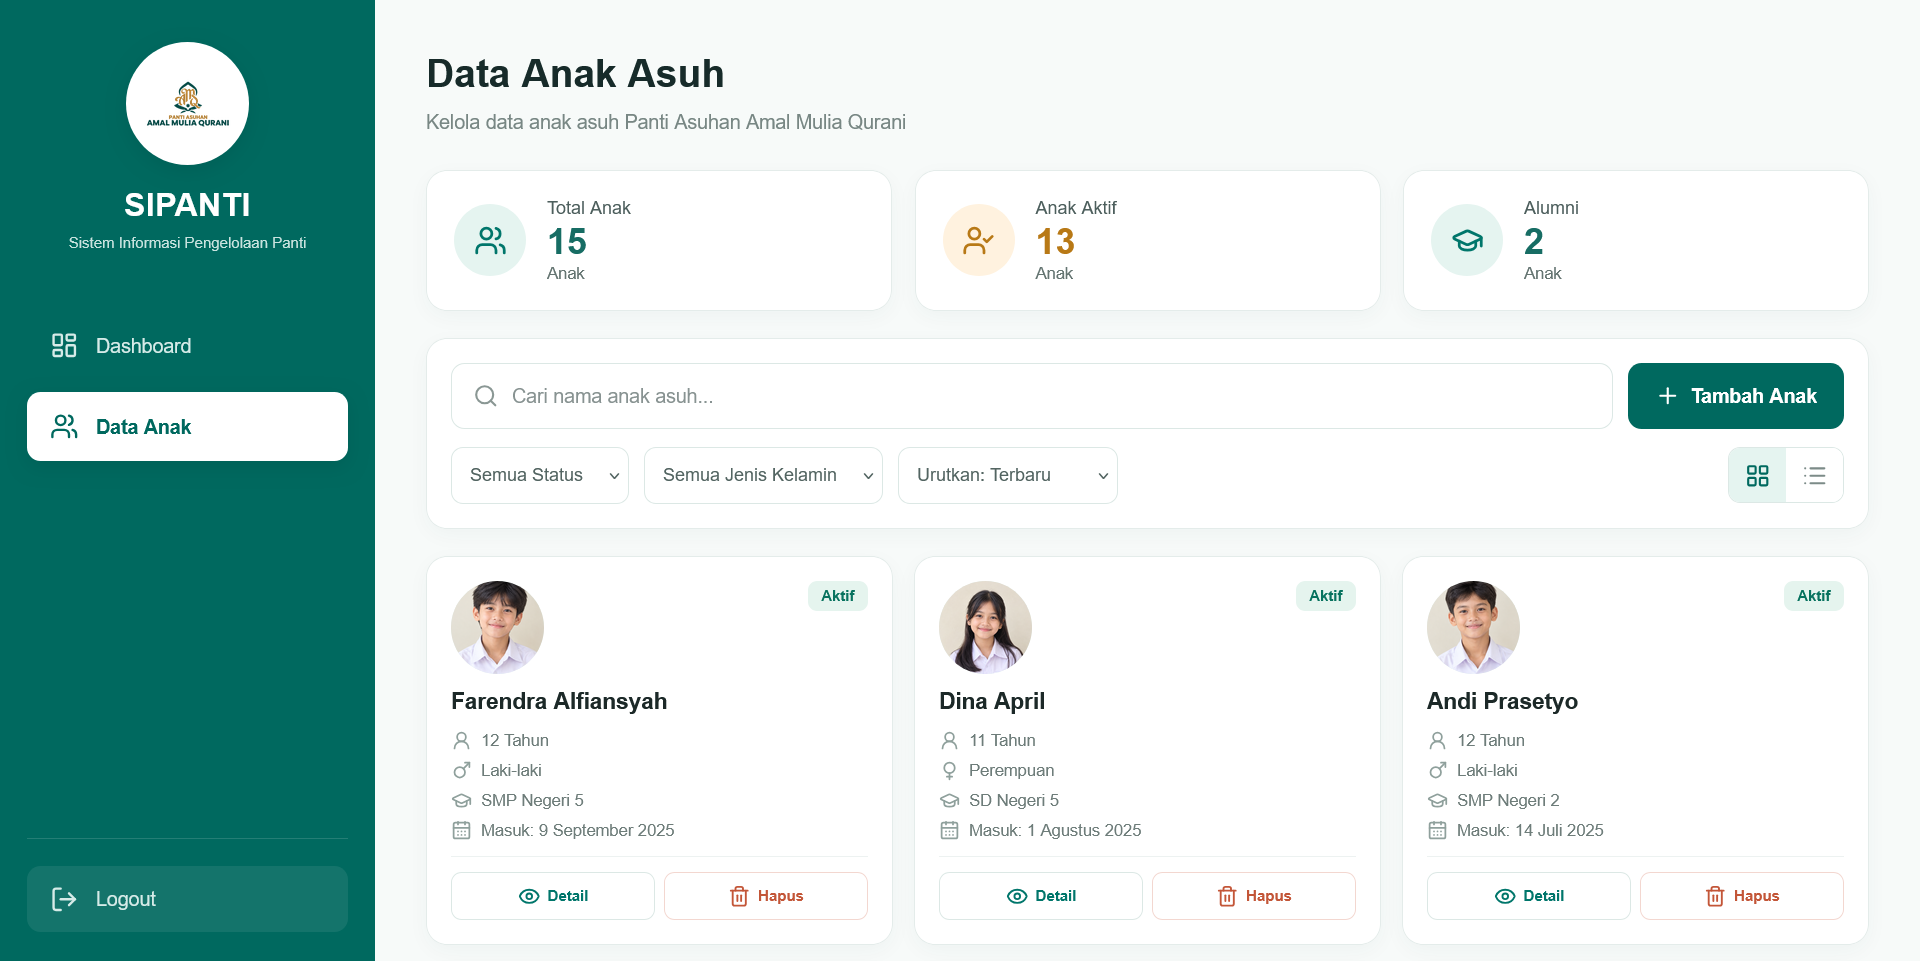 PANTI ASUHAN
AMAL MULIA QURANI
SIPANTI
Sistem Informasi Pengelolaan Panti
Dashboard
Data Anak
Logout
Data Anak Asuh
Kelola data anak asuh Panti Asuhan Amal Mulia Qurani
Total Anak
15
Anak
Anak Aktif
13
Anak
Alumni
2
Anak
Cari nama anak asuh...
Tambah Anak
Semua Status
Semua Jenis Kelamin
Urutkan: Terbaru
Aktif
Farendra Alfiansyah
12 Tahun
Laki-laki
SMP Negeri 5
Masuk: 9 September 2025
Detail
Hapus
Aktif
Dina April
11 Tahun
Perempuan
SD Negeri 5
Masuk: 1 Agustus 2025
Detail
Hapus
Aktif
Andi Prasetyo
12 Tahun
Laki-laki
SMP Negeri 2
Masuk: 14 Juli 2025
Detail
Hapus